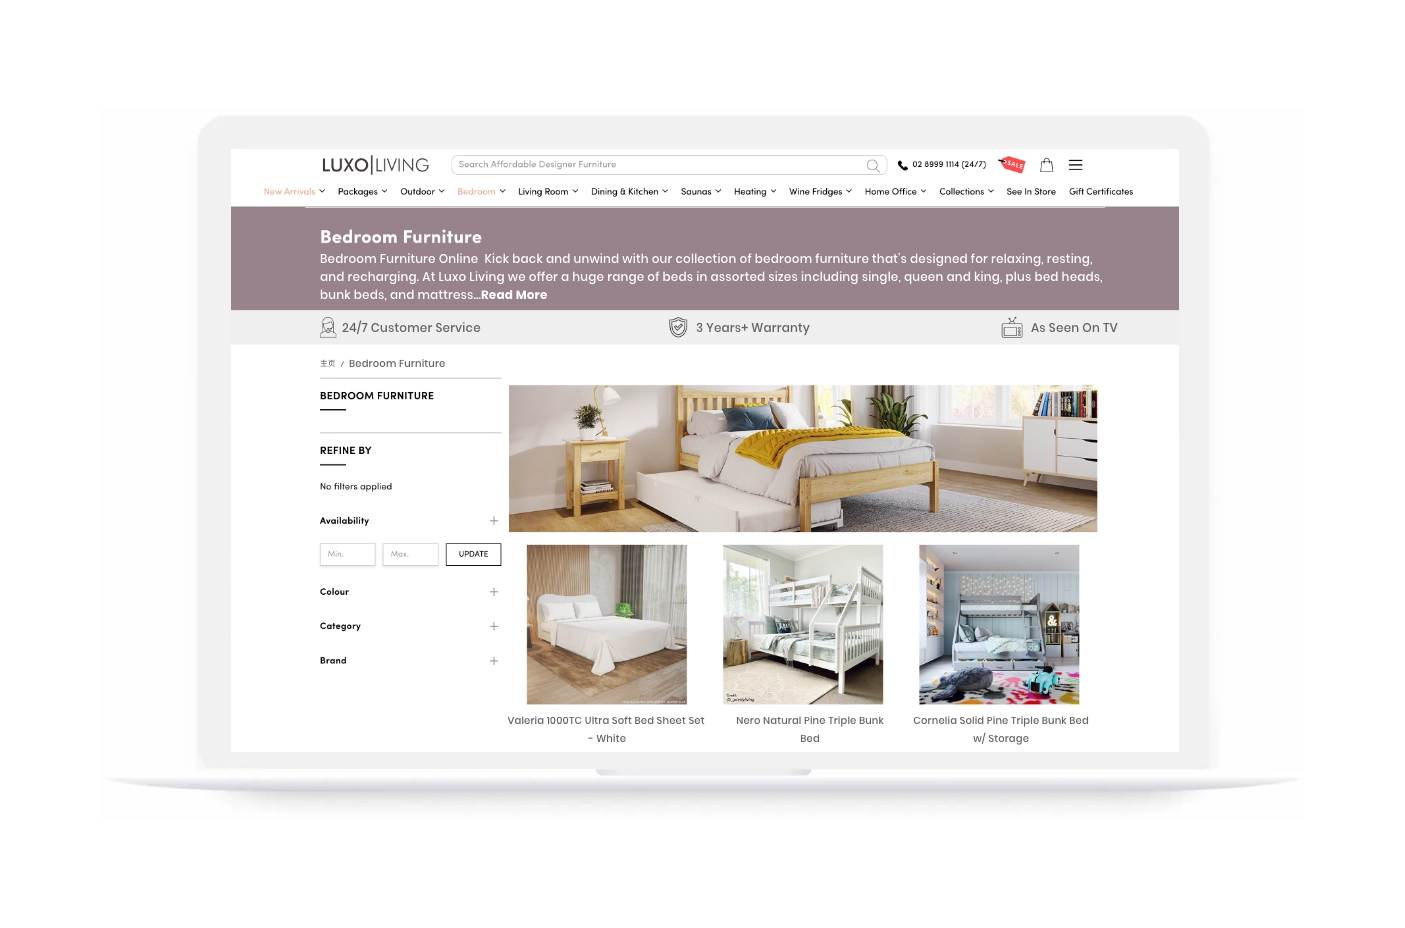 LUXO|LIVING
Search Affordable Designer Furniture
02 8999 1114 (24/7)
SALE
New Arrivals
Packages
Outdoor
Bedroom
Living Room
Dining & Kitchen
Saunas
Heating
Wine Fridges
Home Office
Collections
See In Store
Gift Certificates
Bedroom Furniture
Bedroom Furniture Online Kick back and unwind with our collection of bedroom furniture that's designed for relaxing, resting,
and recharging. At Luxo Living we offer a huge range of beds in assorted sizes including single, queen and king, plus bed heads,
bunk beds, and mattress...Read More
24/7 Customer Service
3 Years+ Warranty
As Seen On TV
主页 / Bedroom Furniture
BEDROOM FURNITURE
REFINE BY
No filters applied
Availability
Min.
Max.
UPDATE
Colour
Category
Brand
&
Valeria 1000TC Ultra Soft Bed Sheet Set
- White
Nero Natural Pine Triple Bunk
Bed
Cornelia Solid Pine Triple Bunk Bed
w/ Storage